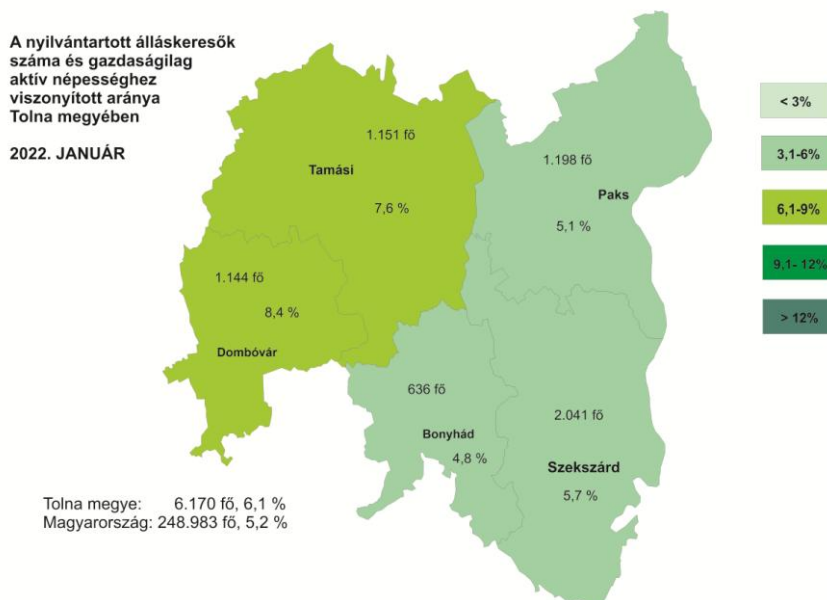 A nyilvántartott álláskeresők
száma és gazdaságilag
aktív népességhez
viszonyított aránya
Tolna megyében
2022. JANUÁR
1.151 fő
Tamási
7,6 %
1.198 fő
Paks
5,1 %
1.144 fő
8,4 %
Dombóvár
636 fő
Bonyhád
4,8 %
2.041 fő
Szekszárd
5,7 %
Tolna megye: 6.170 fő, 6,1 %
Magyarország: 248.983 fő, 5,2 %
< 3%
3,1-6%
6,1-9%
9,1- 12%
> 12%